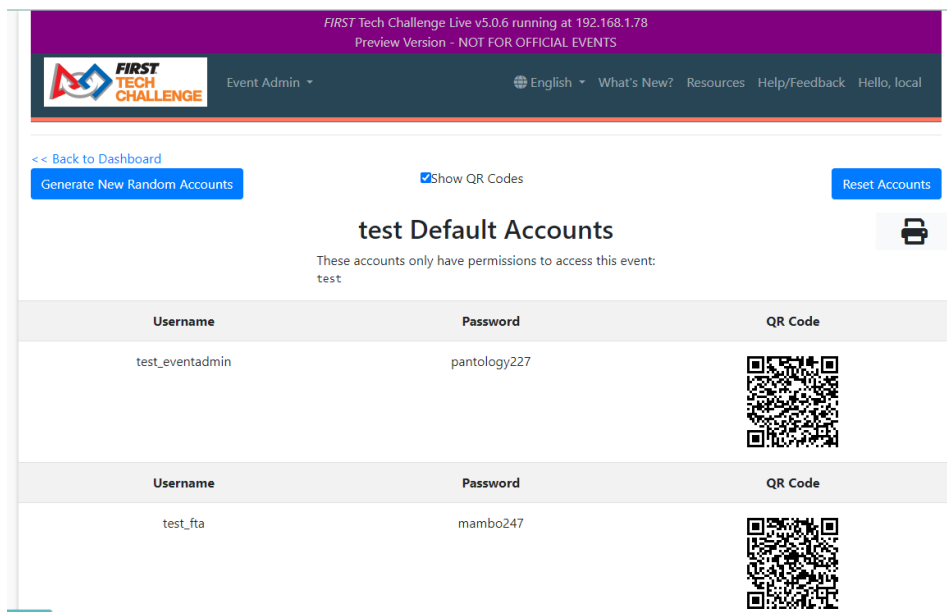 FIRST Tech Challenge Live v5.0.6 running at 192.168.1.78
Preview Version - NOT FOR OFFICIAL EVENTS
FIRST
TECH
CHALLENGE
Event Admin
English
What's New?
Resources
Help/Feedback
Hello, local
<< Back to Dashboard
Generate New Random Accounts
Show QR Codes
Reset Accounts
test Default Accounts
These accounts only have permissions to access this event:
test
Username Password QR Code
test_eventadmin pantology227
Username Password QR Code
test_fta mambo247